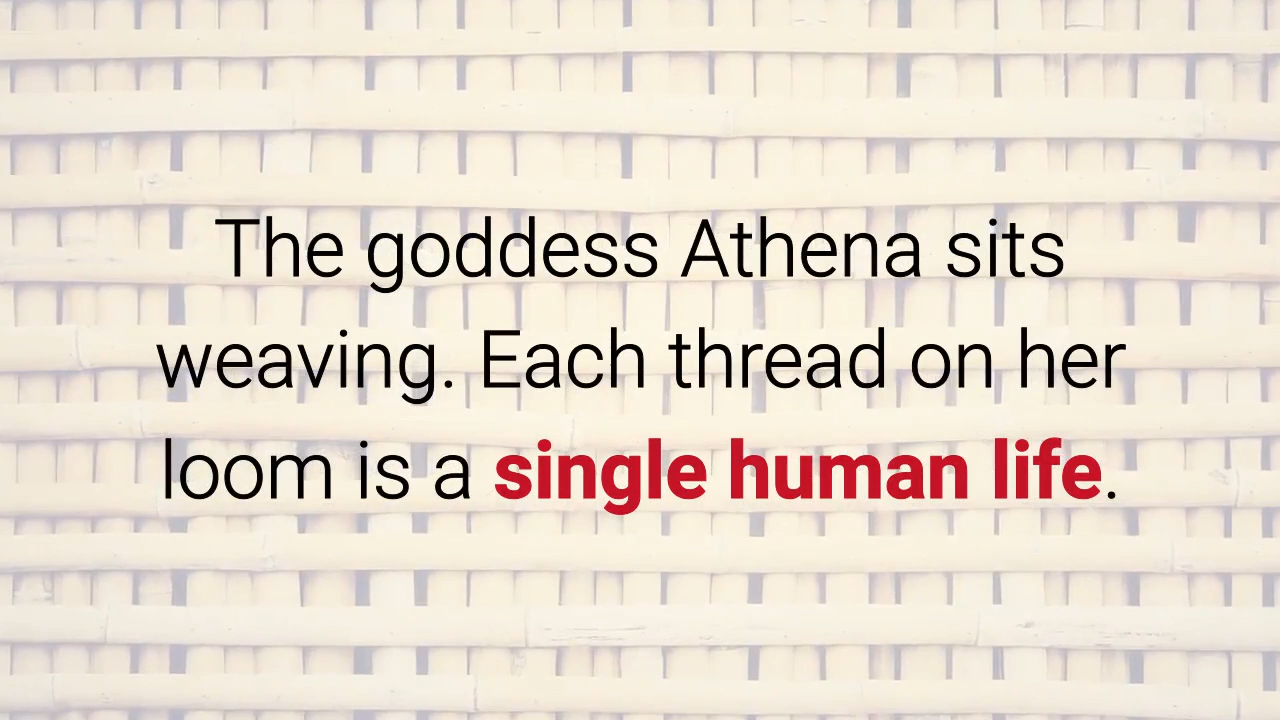 The goddess Athena sits
weaving. Each thread on her
loom is a single human life.